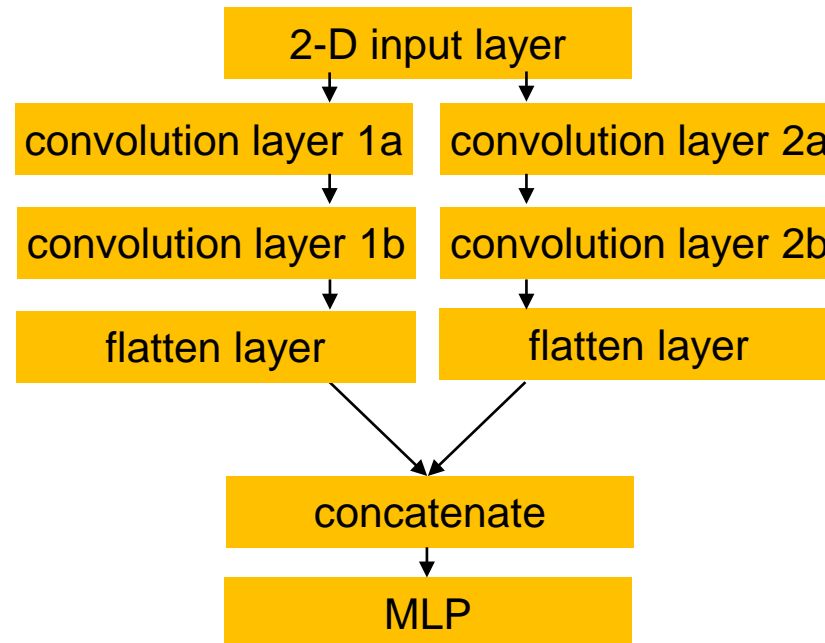 2-D input layer
convolution layer 1a
convolution layer 2a
convolution layer 1b
convolution layer 2b
flatten layer
flatten layer
concatenate
MLP